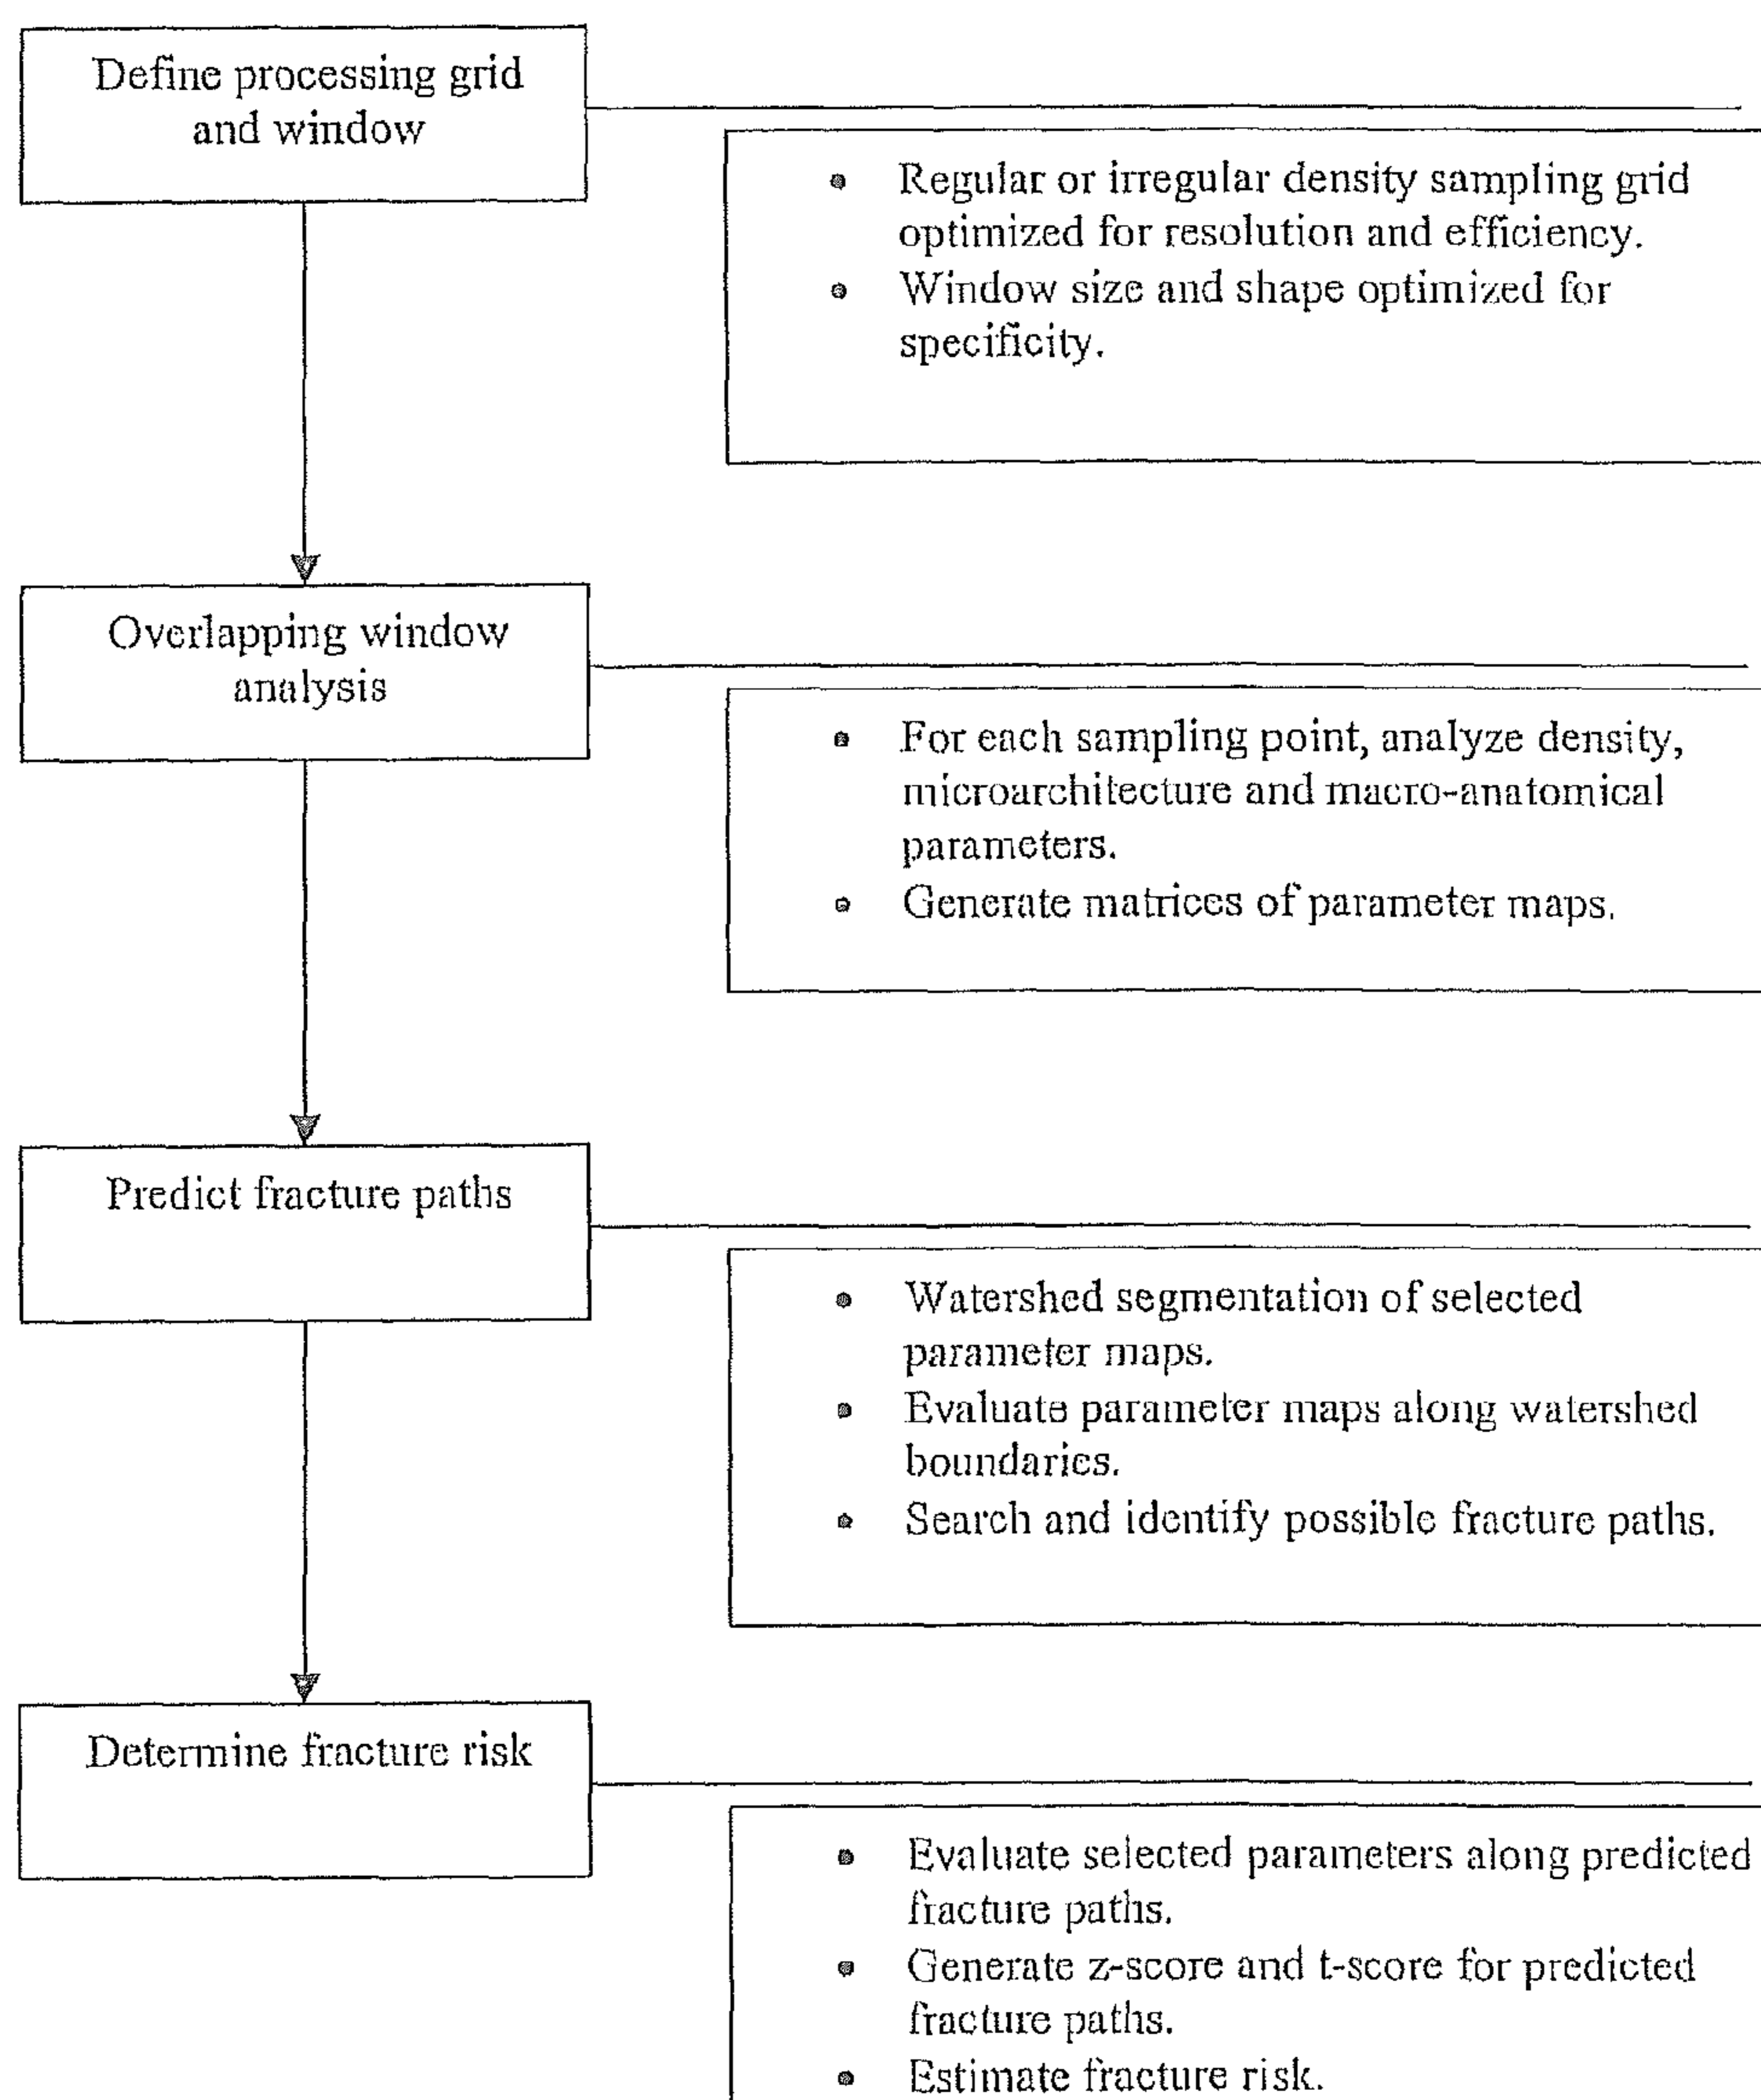 Define processing grid
and window
• Regular or irregular density sampling grid
optimized for resolution and efficiency.
• Window size and shape optimized for
specificity.
Overlapping window
analysis
• For each sampling point, analyze density,
microarchitecture and macro-anatomical
parameters.
• Generate matrices of parameter maps.
Predict fracture paths
• Watershed segmentation of selected
parameter maps.
• Evaluate parameter maps along watershed
boundaries.
• Search and identify possible fracture paths.
Determine fracture risk
• Evaluate selected parameters along predicted
fracture paths.
• Generate z-score and t-score for predicted
fracture paths.
• Estimate fracture risk.